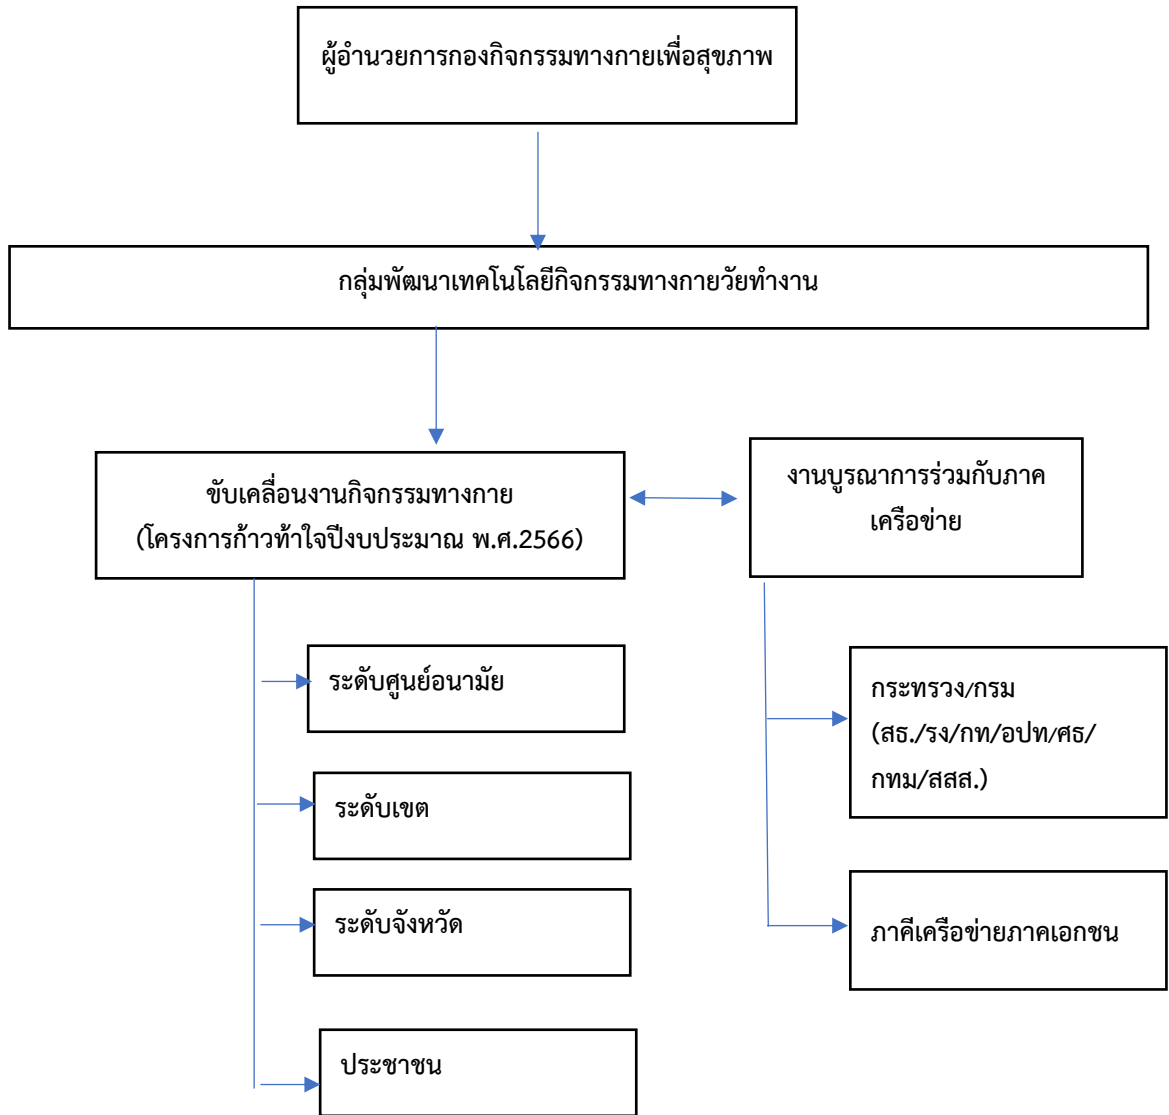 ผู้อำนวยการกองกิจกรรมทางกายเพื่อสุขภาพ
กลุ่มพัฒนาเทคโนโลยีกิจกรรมทางกายวัยทำงาน
ขับเคลื่อนงานกิจกรรมทางกาย
(โครงการก้าวท้าใจปีงบประมาณ พ.ศ.2566)
งานบูรณาการร่วมกับภาค
เครือข่าย
ระดับศูนย์อนามัย
ระดับเขต
ระดับจังหวัด
ประชาชน
กระทรวง/กรม
(สธ./รง/กท/อปท/ศธ/
กทม/สสส.)
ภาคีเครือข่ายภาคเอกชน